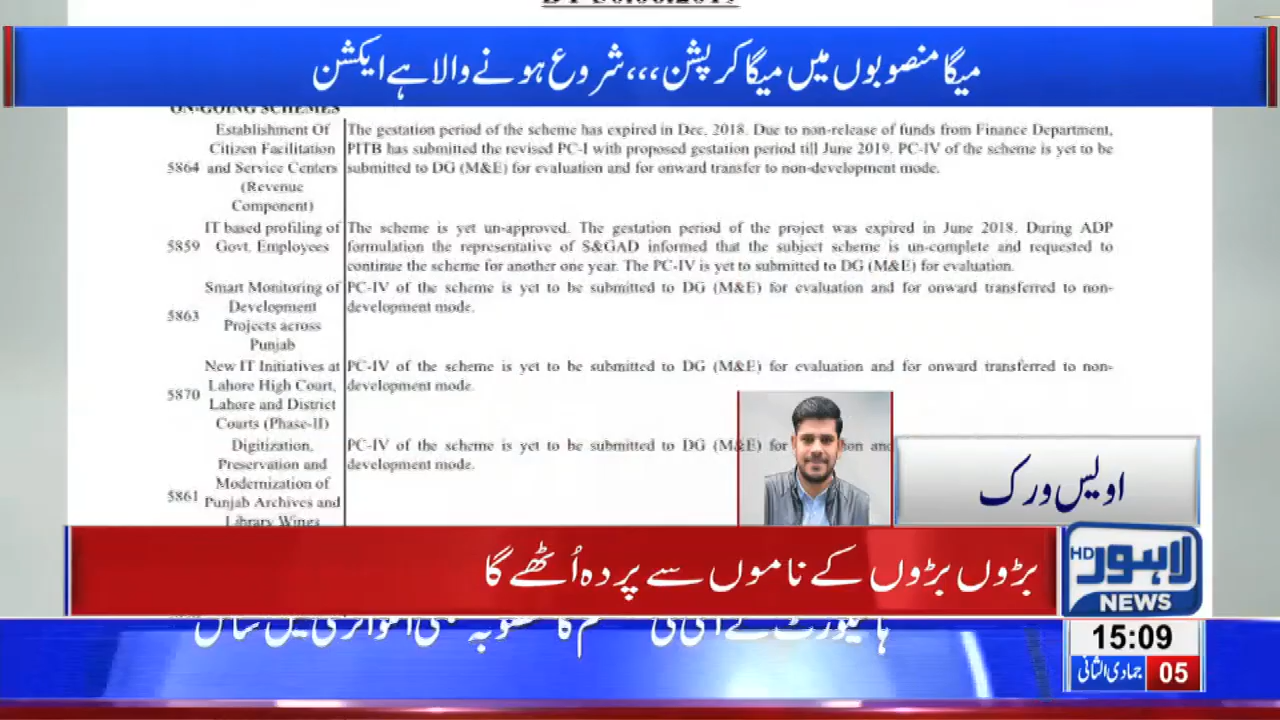 BY 30.06.2019
میگا منصوبوں میں میگا کرپشن،،،شروع ہونے والا ہے ایکشن
ON-GOING SCHEMES
5864
Establishment Of
Citizen Facilitation
and Service Centers
(Revenue
Component)
The gestation period of the scheme has expired in Dec, 2018. Due to non-release of funds from Finance Department,
PITB has submitted the revised PC-I with proposed gestation period till June 2019. PC-IV of the scheme is yet to be
submitted to DG (M&E) for evaluation and for onward transfer to non-development mode.
5859
IT based profiling of
Govt. Employees
The scheme is yet un-approved. The gestation period of the project was expired in June 2018. During ADP
formulation the representative of S&GAD informed that the subject scheme is un-complete and requested to
continue the scheme for another one year. The PC-IV is yet to submitted to DG (M&E) for evaluation.
5863
Smart Monitoring of
Development
Projects across
Punjab
PC-IV of the scheme is yet to be submitted to DG (M&E) for evaluation and for onward transferred to non-
development mode.
5870
New IT Initiatives at
Lahore High Court,
Lahore and District
Courts (Phase-II)
PC-IV of the scheme is yet to be submitted to DG (M&E) for evaluation and for onward transferred to non-
development mode.
5861
Digitization,
Preservation and
Modernization of
Punjab Archives and
Library Wings
PC-IV of the scheme is yet to be submitted to DG (M&E) for
development mode.
اویس ورک
بڑوں بڑوں کے ناموں سے پردہ اُٹھے گا
HD لاہور
NEWS
15:09
05 جمادی الثانی